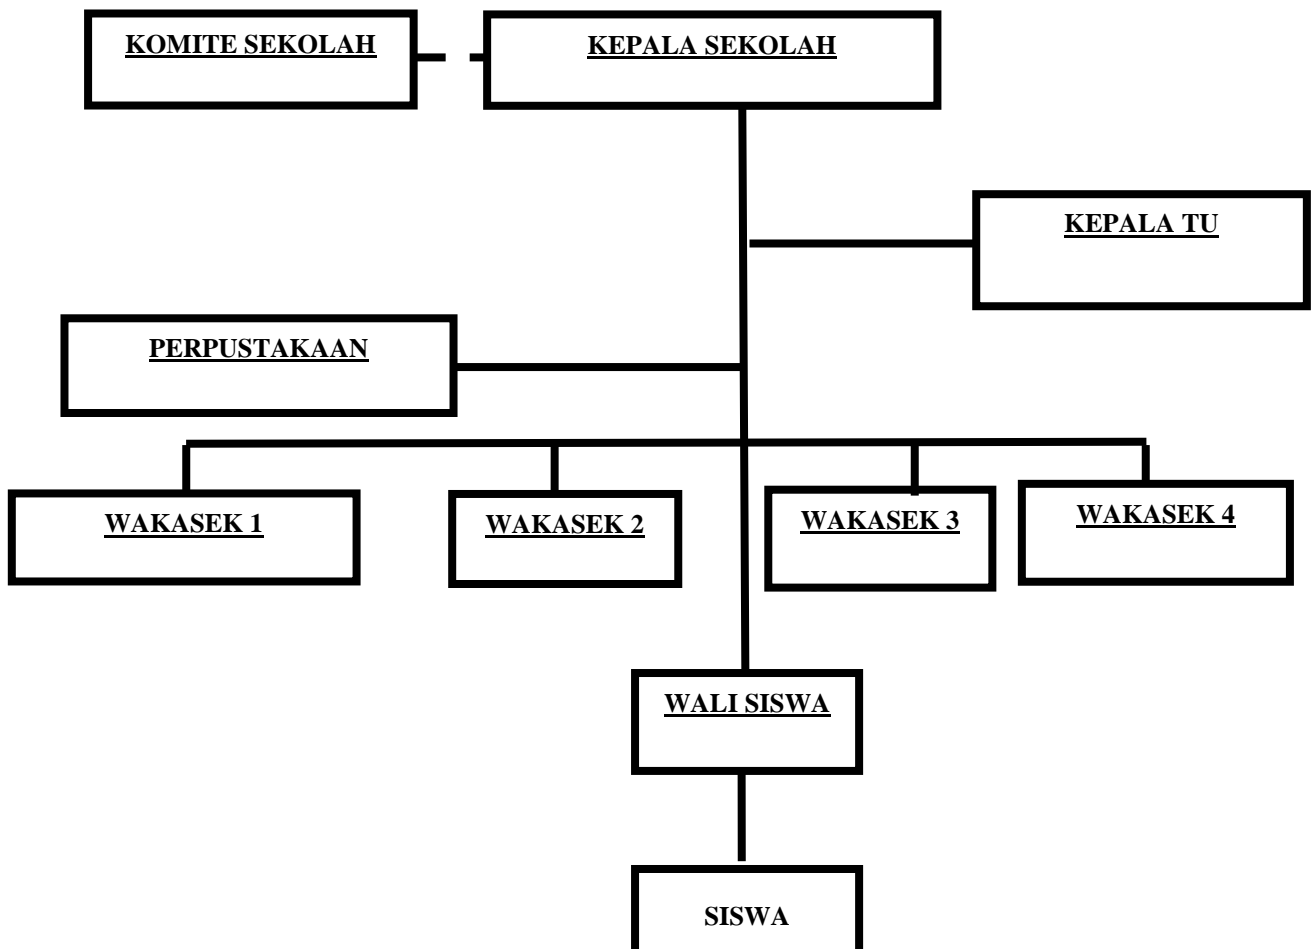 KOMITE SEKOLAH
KEPALA SEKOLAH
KEPALA TU
PERPUSTAKAAN
WAKASEK 1
WAKASEK 2
WAKASEK 3
WAKASEK 4
WALI SISWA
SISWA